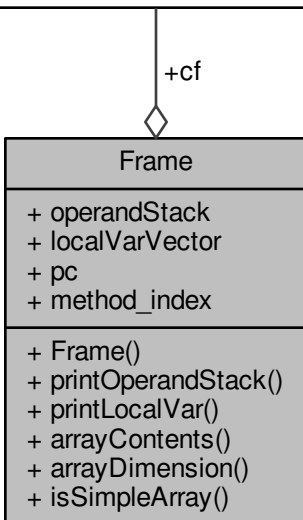 +cf
Frame
+ operandStack
+ localVarVector
+ pc
+ method_index
+ Frame()
+ printOperandStack()
+ printLocalVar()
+ arrayContents()
+ arrayDimension()
+ isSimpleArray()